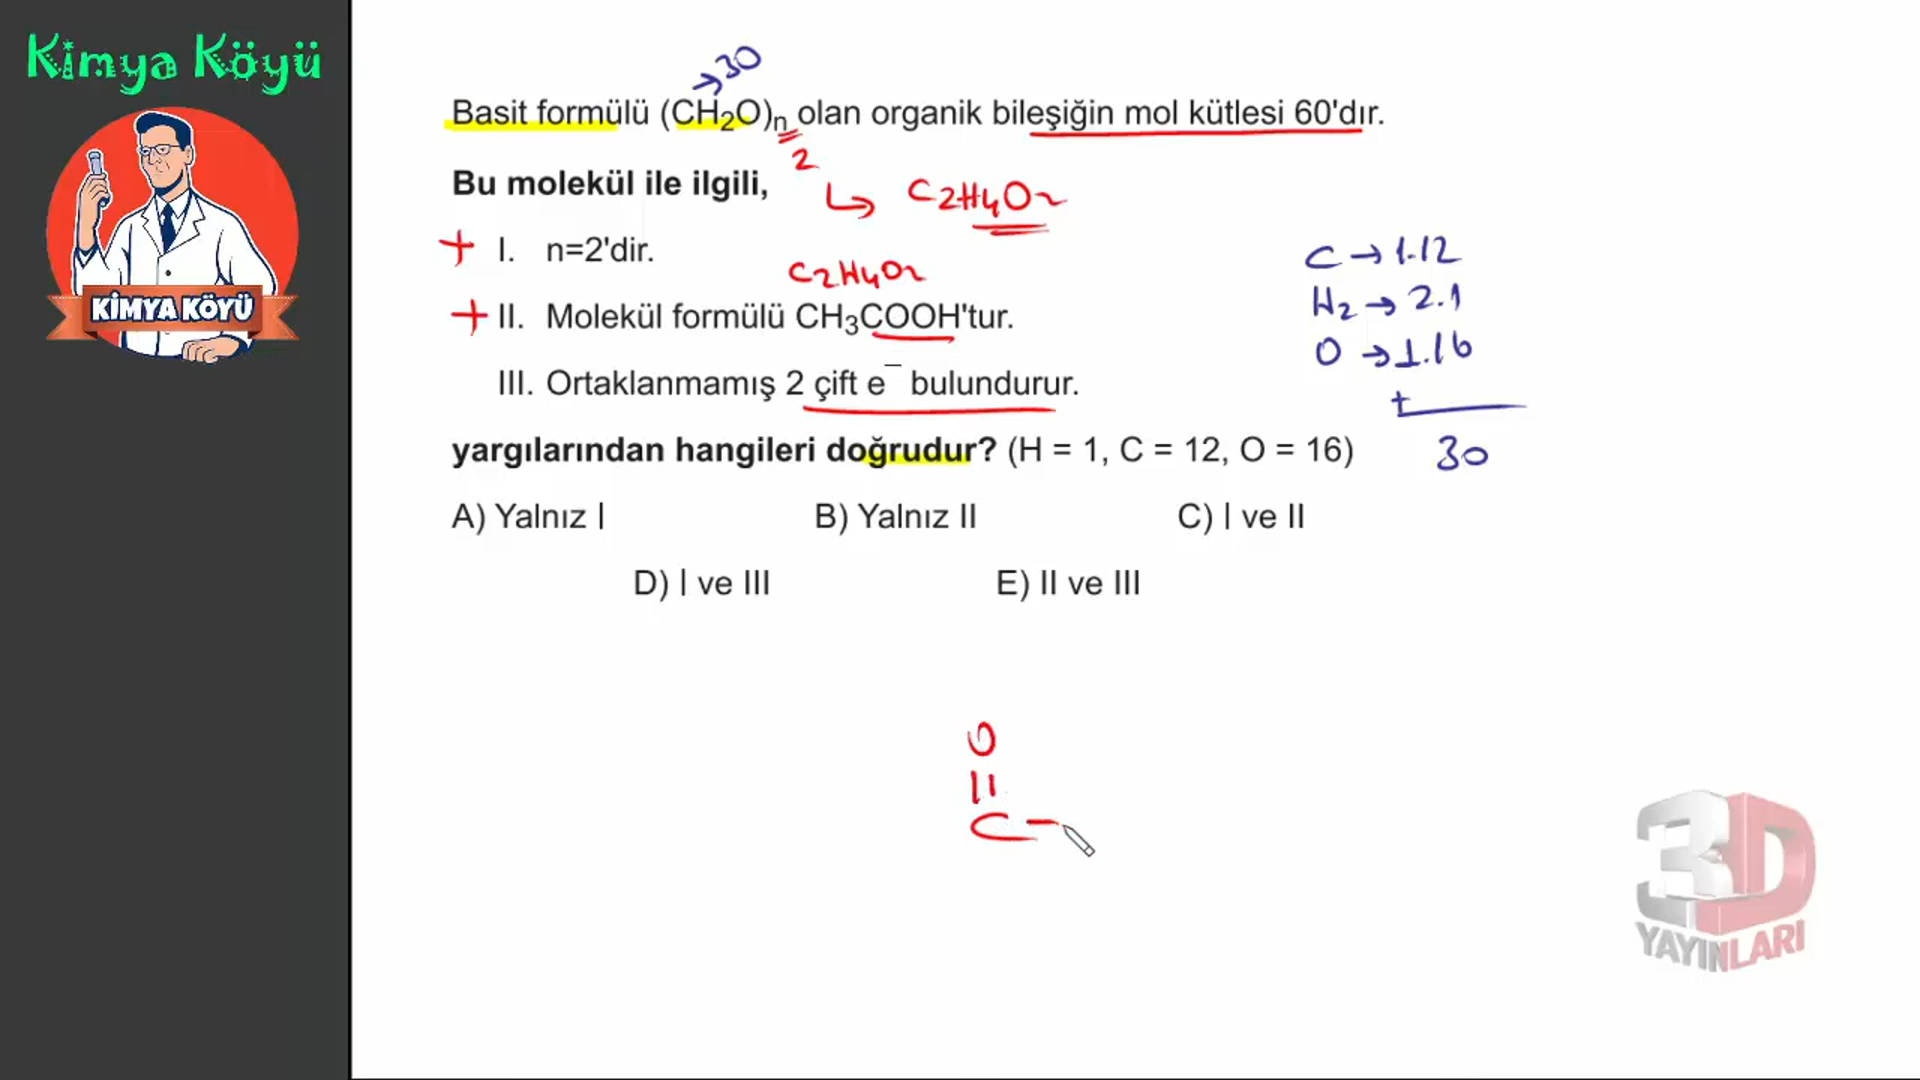 Kimya Köyü
KİMYA KÖYÜ
→30
Basit formülü (CH₂O)ₙ olan organik bileşiğin mol kütlesi 60'dır.
2
Bu molekül ile ilgili,
↳ C2H4O2
+ I. n=2'dir.
C2H4O2
+ II. Molekül formülü CH₃COOH'tur.
III. Ortaklanmamış 2 çift e⁻ bulundurur.
C → 1.12
H2 → 2.1
O → 1.16
+
30
yargılarından hangileri doğrudur? (H = 1, C = 12, O = 16)
A) Yalnız I
B) Yalnız II
C) I ve II
D) I ve III
E) II ve III
O
||
C –
3D
YAYINLARI